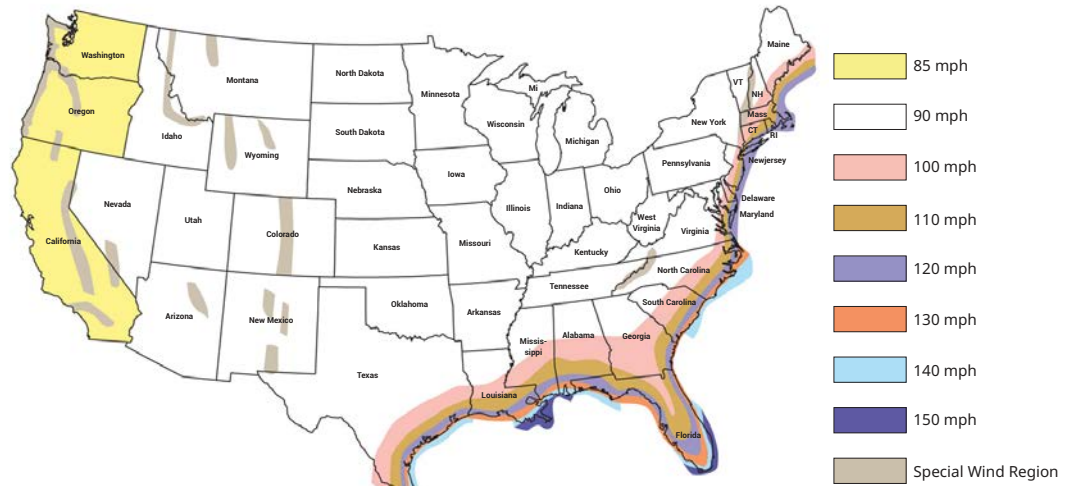 Washington
Oregon
California
Nevada
Idaho
Montana
Wyoming
Utah
Colorado
Arizona
New Mexico
North Dakota
South Dakota
Nebraska
Kansas
Oklahoma
Texas
Minnesota
Iowa
Missouri
Arkansas
Louisiana
Wisconsin
Illinois
Mi
Michigan
Indiana
Ohio
Kentucky
Tennessee
Missis-
sippi
Alabama
Georgia
Florida
South Carolina
North Carolina
Virginia
West
Virginia
Pennsylvania
New York
VT
NH
Maine
Mass
CT
RI
Newjersey
Delaware
Maryland
85 mph
90 mph
100 mph
110 mph
120 mph
130 mph
140 mph
150 mph
Special Wind Region